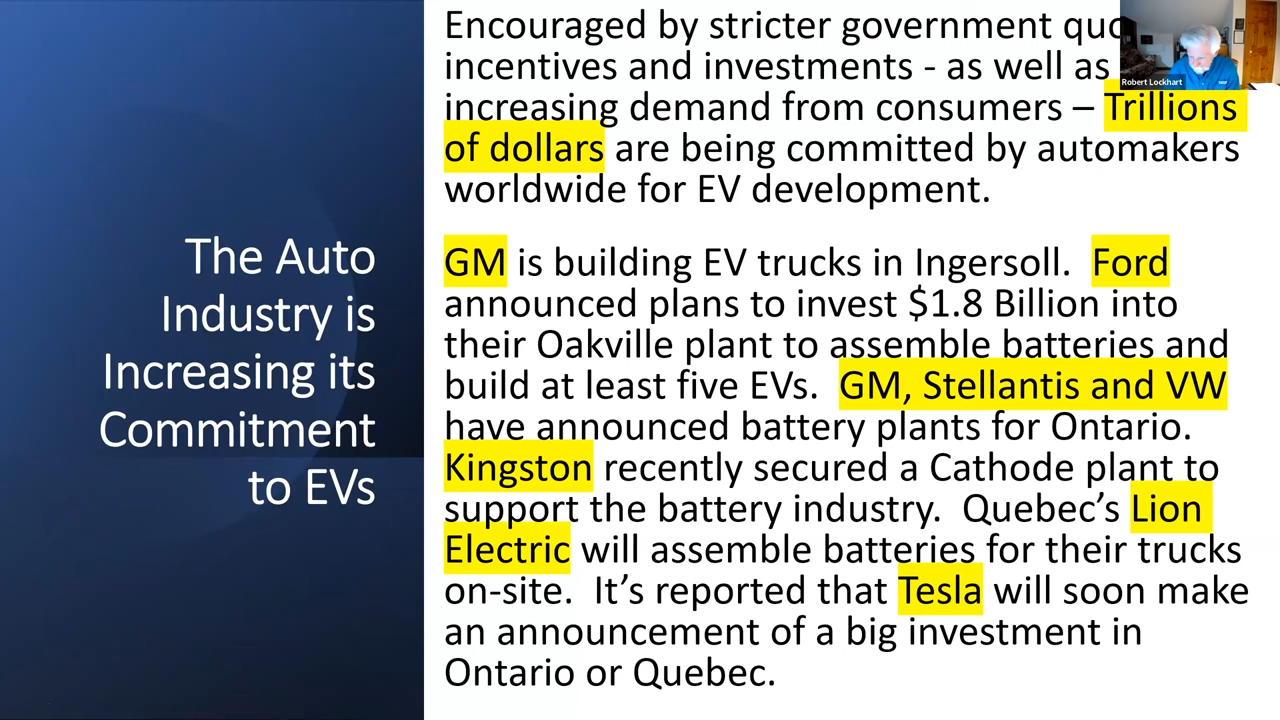 The Auto
Industry is
Increasing its
Commitment
to EVs
Encouraged by stricter government
incentives and investments - as well as
increasing demand from consumers – Trillions
of dollars are being committed by automakers
worldwide for EV development.
GM is building EV trucks in Ingersoll. Ford
announced plans to invest $1.8 Billion into
their Oakville plant to assemble batteries and
build at least five EVs. GM, Stellantis and VW
have announced battery plants for Ontario.
Kingston recently secured a Cathode plant to
support the battery industry. Quebec’s Lion
Electric will assemble batteries for their trucks
on-site. It’s reported that Tesla will soon make
an announcement of a big investment in
Ontario or Quebec.
Robert Lockhart